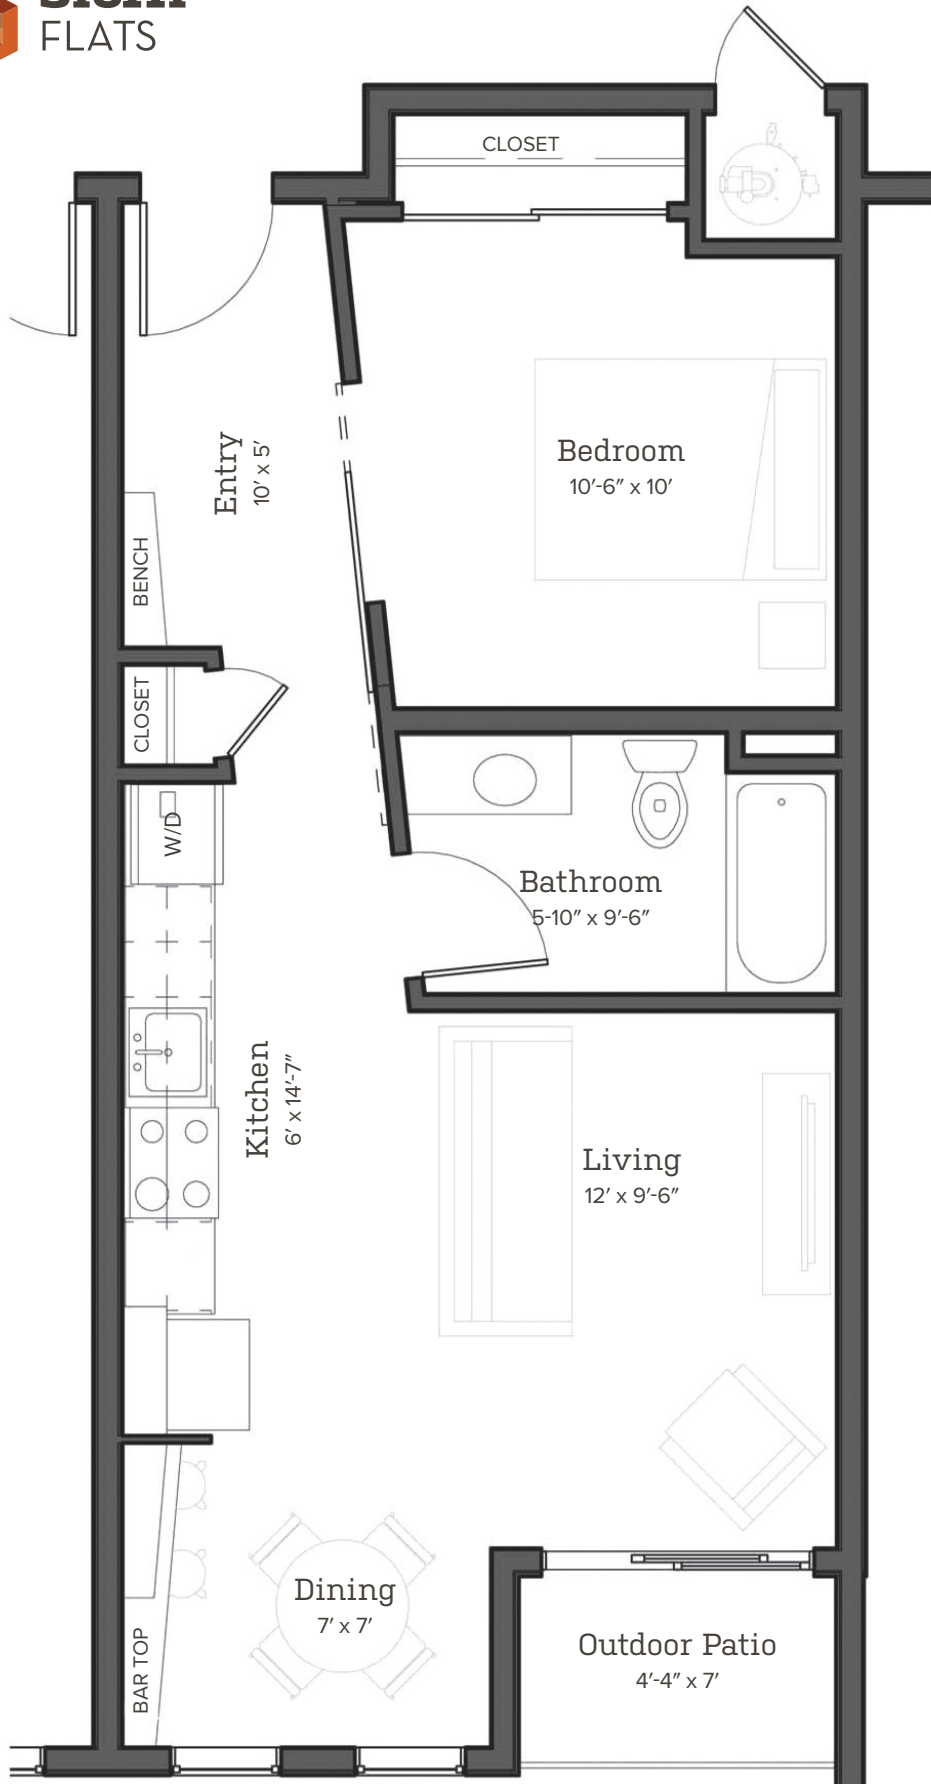 FLATS
CLOSET
Entry
10’ x 5’
Bedroom
10’-6” x 10’
BENCH
CLOSET
W/D
Bathroom
5-10” x 9’-6”
Kitchen
6’ x 14’-7”
Living
12’ x 9’-6”
Dining
7’ x 7’
Outdoor Patio
4’-4” x 7’
BAR TOP